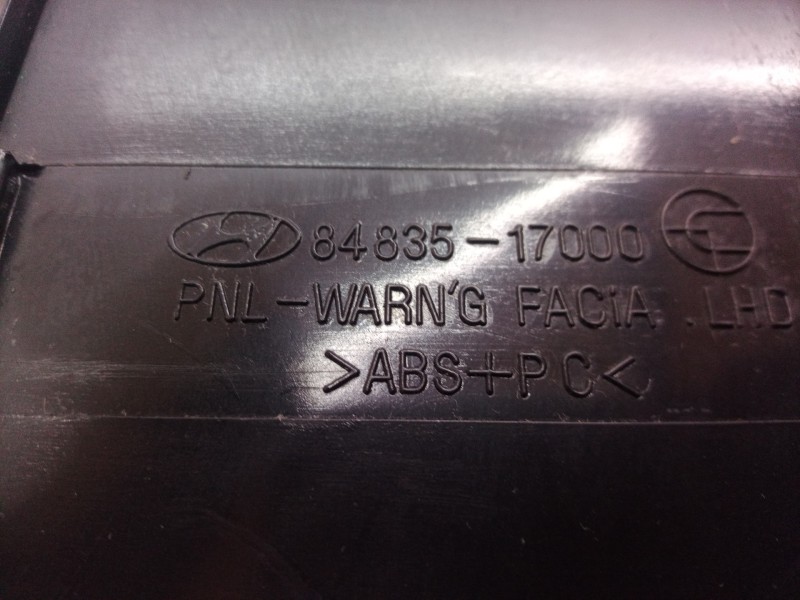 84835-17000
PNL-WARN'G FACiA .LHD
>ABS+PC<